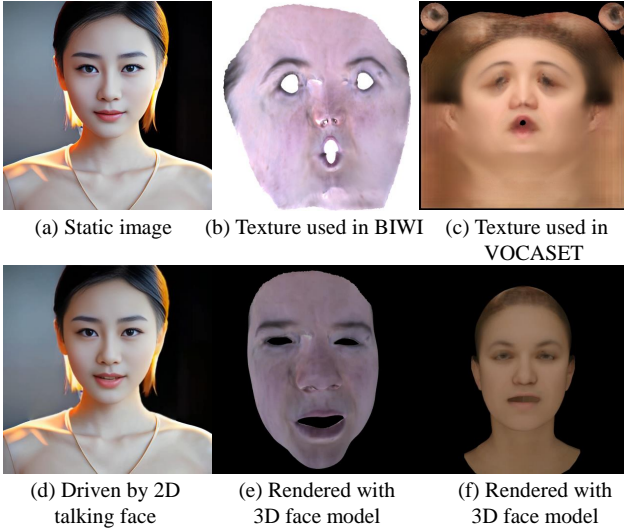 (a) Static image
(b) Texture used in BIWI
(c) Texture used in
VOCASET
(d) Driven by 2D
talking face
(e) Rendered with
3D face model
(f) Rendered with
3D face model